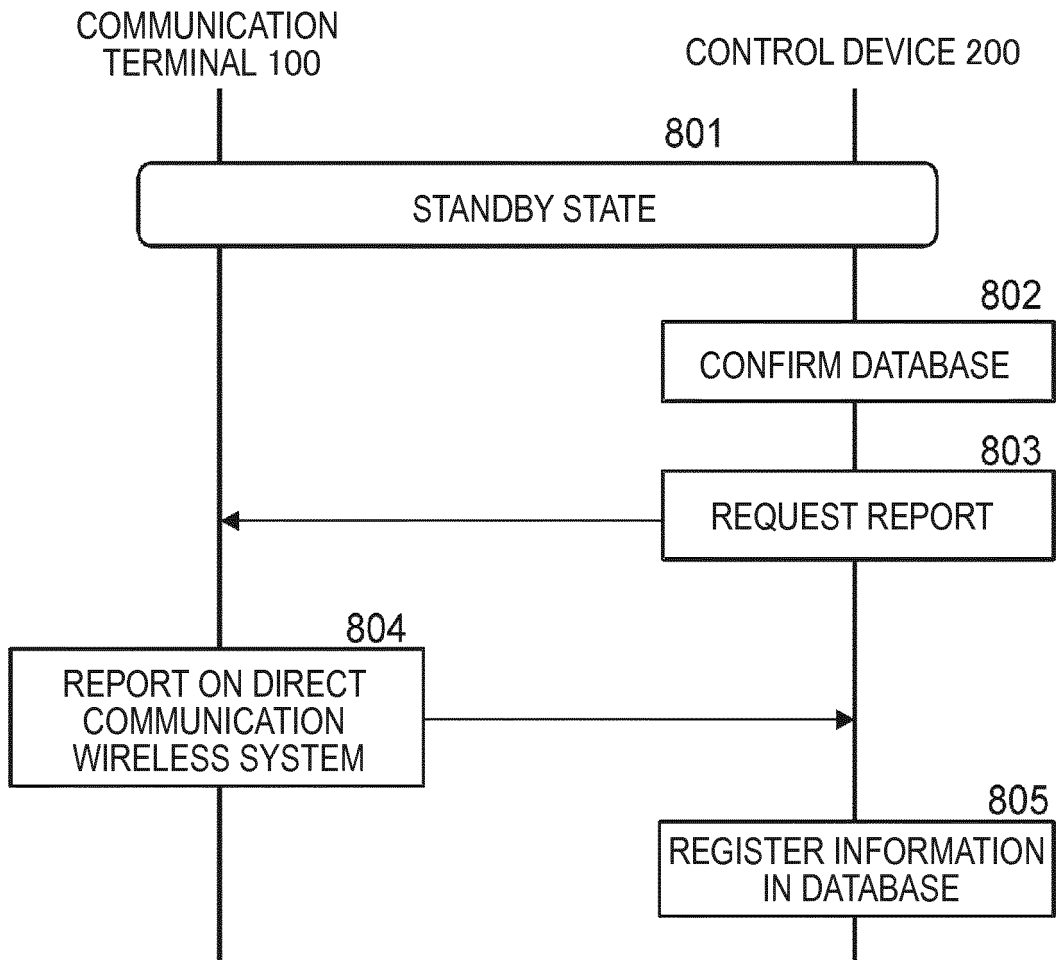 COMMUNICATION
TERMINAL 100
CONTROL DEVICE 200
801
STANDBY STATE
802
CONFIRM DATABASE
803
REQUEST REPORT
804
REPORT ON DIRECT
COMMUNICATION
WIRELESS SYSTEM
805
REGISTER INFORMATION
IN DATABASE